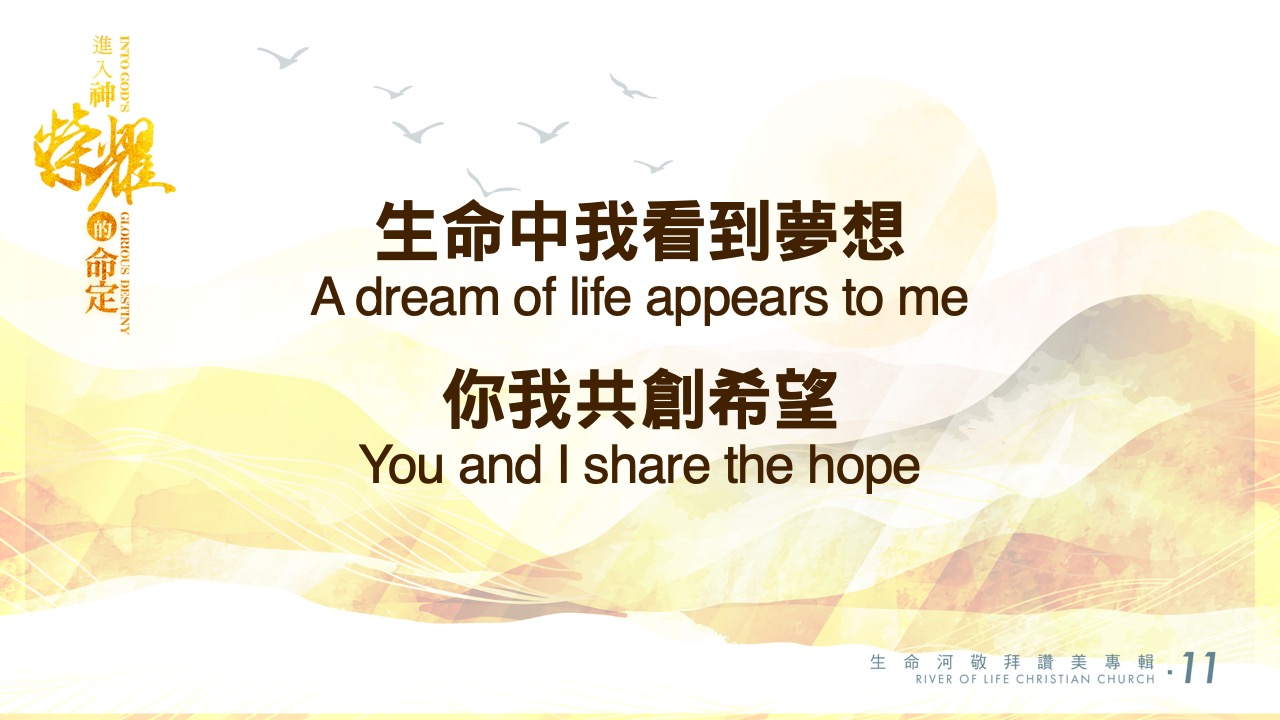 進入神
榮耀
的
命定
INTO GOD'S
GLORIOUS DESTINY
生命中我看到夢想
A dream of life appears to me
你我共創希望
You and I share the hope
生命河敬拜讚美專輯
RIVER OF LIFE CHRISTIAN CHURCH
·11